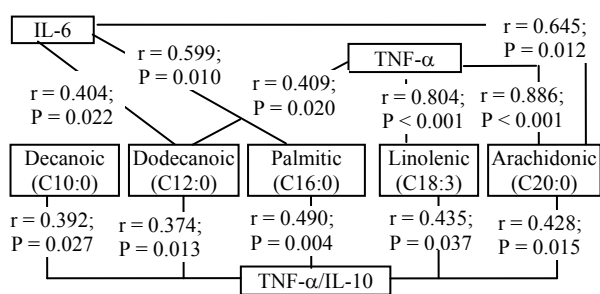 IL-6
r = 0.645;
P = 0.012
r = 0.599;
P = 0.010
TNF-α
r = 0.409;
P = 0.020
r = 0.404;
P = 0.022
r = 0.804;
P < 0.001
r = 0.886;
P < 0.001
Decanoic
(C10:0)
Dodecanoic
(C12:0)
Palmitic
(C16:0)
Linolenic
(C18:3)
Arachidonic
(C20:0)
r = 0.392;
P = 0.027
r = 0.374;
P = 0.013
r = 0.490;
P = 0.004
r = 0.435;
P = 0.037
r = 0.428;
P = 0.015
TNF-α/IL-10